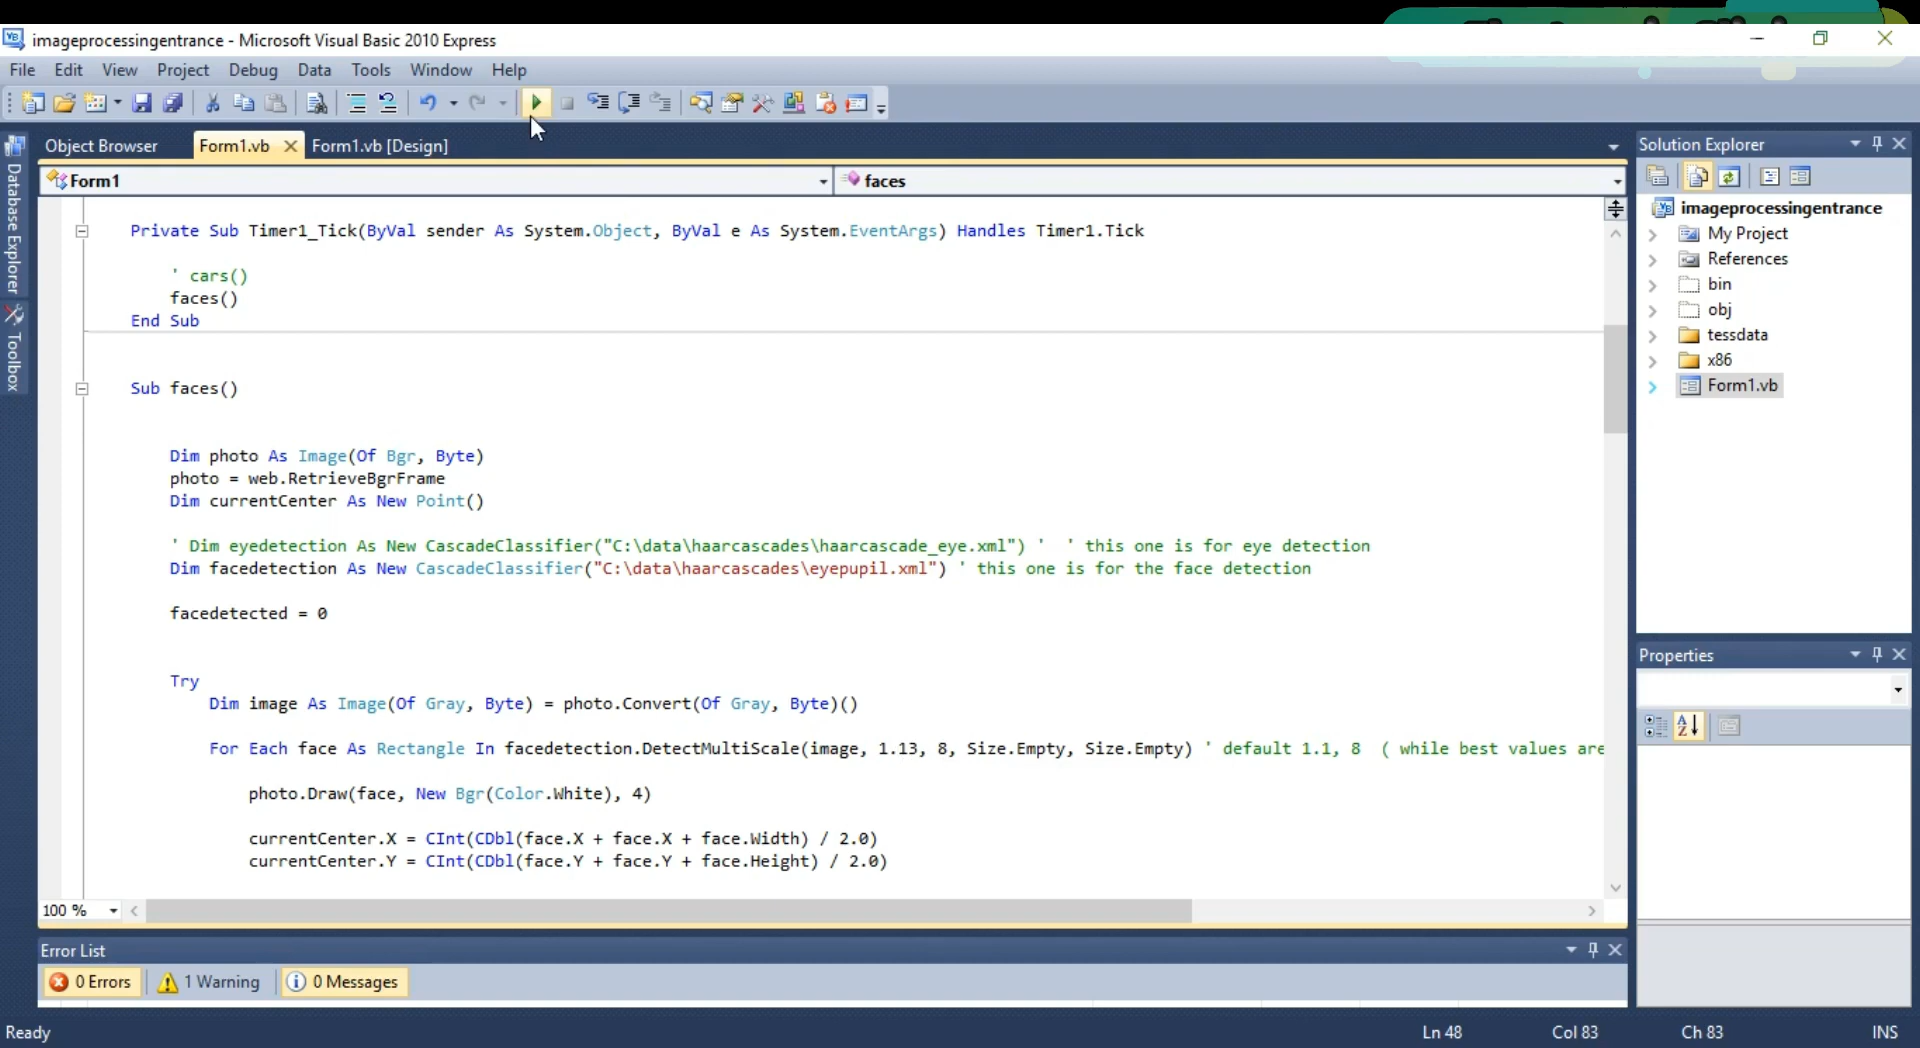 imageprocessingentrance - Microsoft Visual Basic 2010 Express
File Edit View Project Debug Data Tools Window Help
Object Browser Form1.vb Form1.vb [Design]
Form1 faces
Database Explorer
Toolbox
Private Sub Timer1_Tick(ByVal sender As System.Object, ByVal e As System.EventArgs) Handles Timer1.Tick
' cars()
faces()
End Sub
Sub faces()
Dim photo As Image(Of Bgr, Byte)
photo = web.RetrieveBgrFrame
Dim currentCenter As New Point()
' Dim eyedetection As New CascadeClassifier("C:\data\haarcascades\haarcascade_eye.xml") ' ' this one is for eye detection
Dim facedetection As New CascadeClassifier("C:\data\haarcascades\eyepupil.xml") ' this one is for the face detection
facedetected = 0
Try
Dim image As Image(Of Gray, Byte) = photo.Convert(Of Gray, Byte)()
For Each face As Rectangle In facedetection.DetectMultiScale(image, 1.13, 8, Size.Empty, Size.Empty) ' default 1.1, 8 ( while best values are
photo.Draw(face, New Bgr(Color.White), 4)
currentCenter.X = CInt(CDbl(face.X + face.X + face.Width) / 2.0)
currentCenter.Y = CInt(CDbl(face.Y + face.Y + face.Height) / 2.0)
100 %
Solution Explorer
imageprocessingentrance
My Project
References
bin
obj
tessdata
x86
Form1.vb
Properties
Error List
0 Errors 1 Warning 0 Messages
Ready Ln 48 Col 83 Ch 83 INS